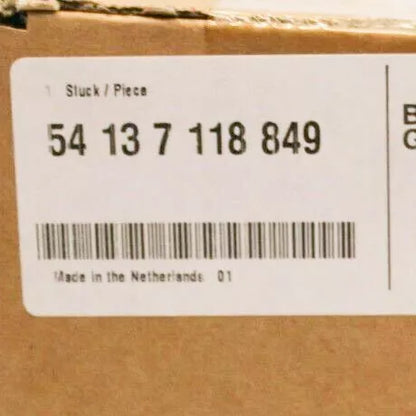 1 Stuck / Piece
54 13 7 118 849
Made in the Netherlands 01